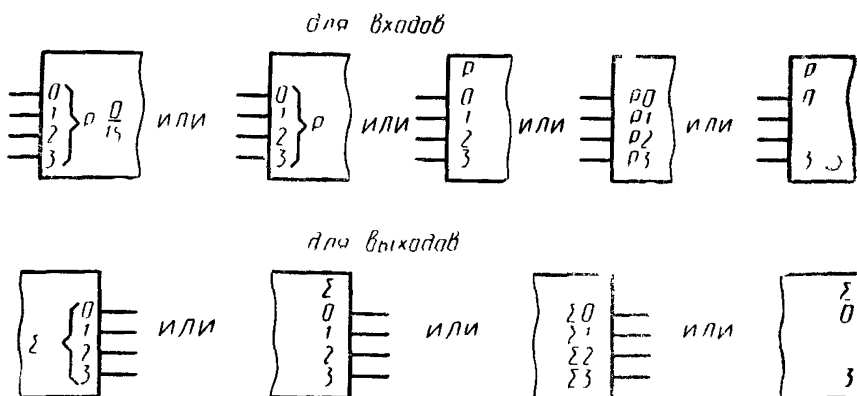 для входов
0 1 2 3 P 0/15 или 0 1 2 3 P или P 0 1 2 3 или P0 P1 P2 P3 или P 0 3
для выходов
Σ 0 1 2 3 или Σ 0 1 2 3 или Σ0 Σ1 Σ2 Σ3 или Σ 0 3